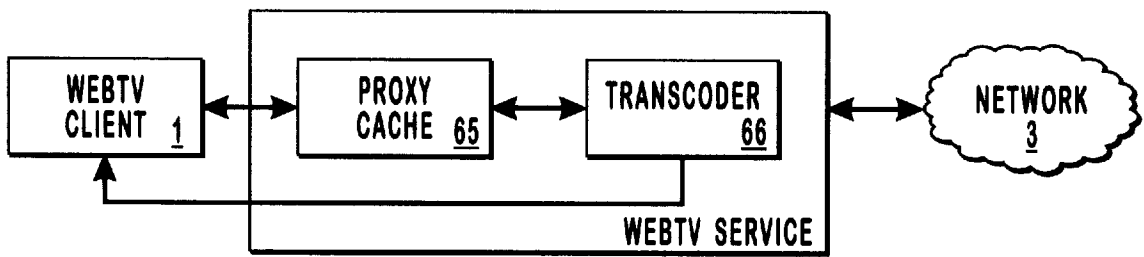 WEBTV
CLIENT 1
PROXY
CACHE 65
TRANSCODER
66
NETWORK
3
WEBTV SERVICE